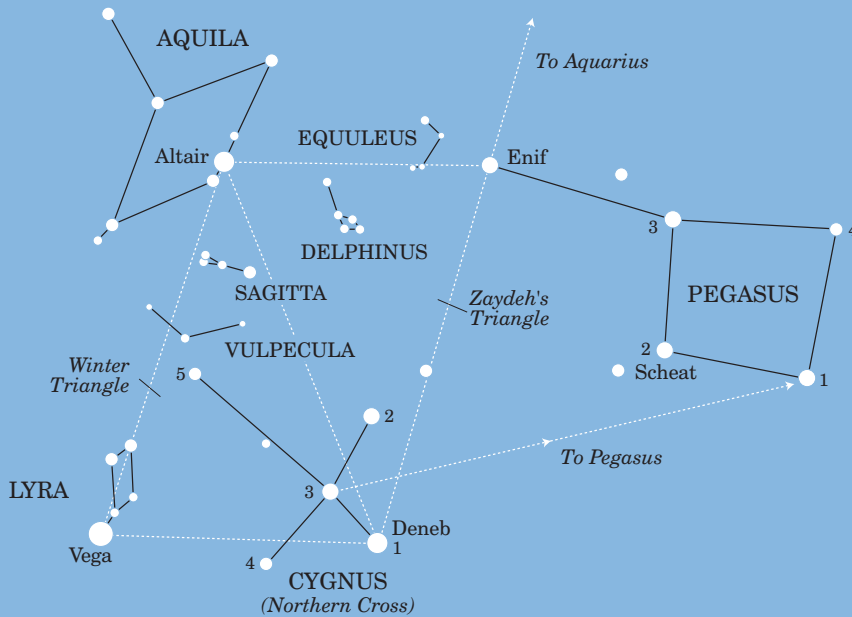 AQUILA
To Aquarius
EQUULEUS
Altair
Enif
3
4
DELPHINUS
SAGITTA
PEGASUS
Zaydeh's
Triangle
VULPECULA
2
Scheat
Winter
Triangle
5
1
2
To Pegasus
LYRA
3
Deneb
1
Vega
4
CYGNUS
(Northern Cross)